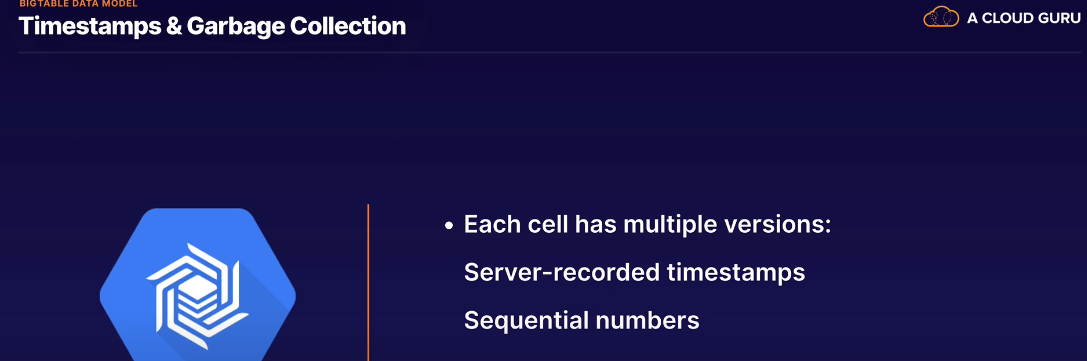 BIGTABLE DATA MODEL
Timestamps & Garbage Collection
A CLOUD GURU
• Each cell has multiple versions:
Server-recorded timestamps
Sequential numbers